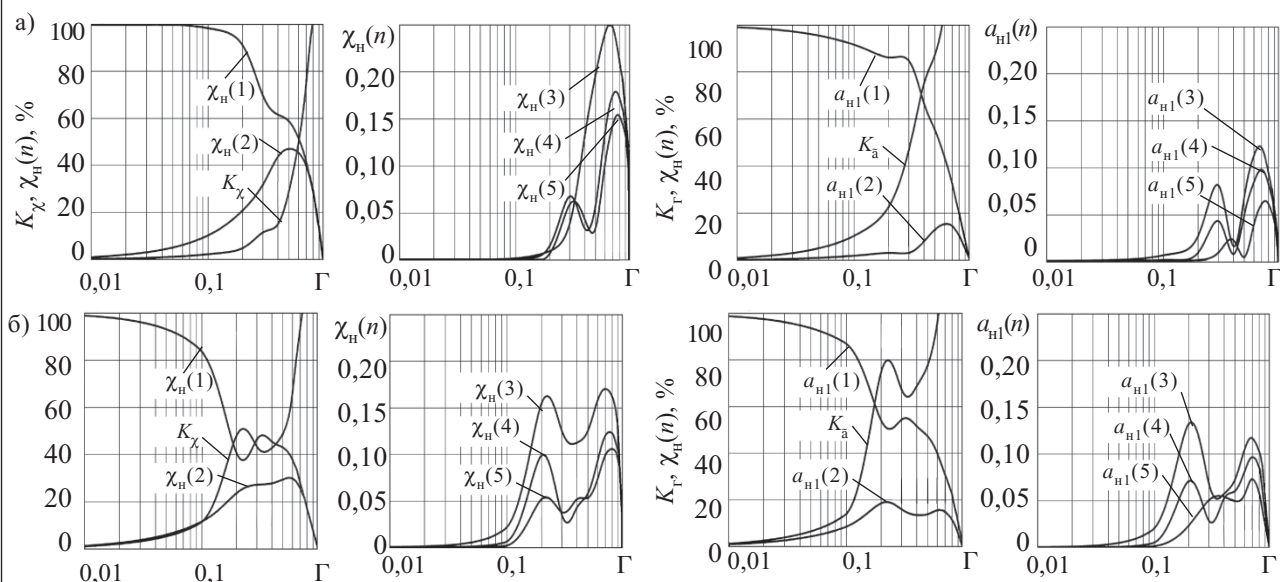 а)
K_χ, χ_н(n), %
100
80
60
40
20
0
χ_н(1)
χ_н(2)
K_χ
0,01
0,1
Γ
χ_н(n)
0,20
0,15
0,10
0,05
0
χ_н(3)
χ_н(4)
χ_н(5)
0,01
0,1
Γ
K_г, χ_н(n), %
100
80
60
40
20
0
a_н1(1)
K_ā
a_н1(2)
0,01
0,1
Γ
a_н1(n)
0,20
0,15
0,10
0,05
0
a_н1(3)
a_н1(4)
a_н1(5)
0,01
0,1
Γ
б)
100
80
60
40
20
0
χ_н(1)
K_χ
χ_н(2)
0,01
0,1
Γ
χ_н(n)
0,20
0,15
0,10
0,05
0
χ_н(3)
χ_н(4)
χ_н(5)
0,01
0,1
Γ
K_г, χ_н(n), %
100
80
60
40
20
0
a_н1(1)
K_ā
a_н1(2)
0,01
0,1
Γ
a_н1(n)
0,20
0,15
0,10
0,05
0
a_н1(3)
a_н1(4)
a_н1(5)
0,01
0,1
Γ